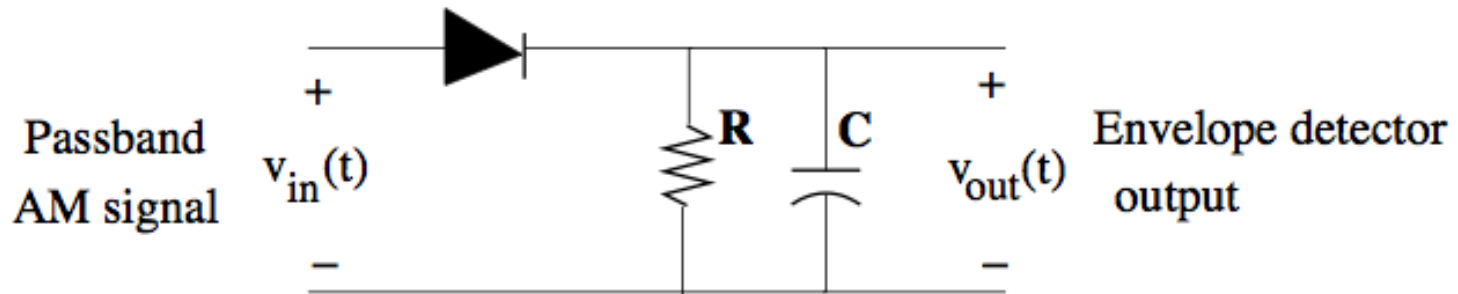 Passband
AM signal
+
v_in(t)
−
R
C
+
v_out(t)
−
Envelope detector
output